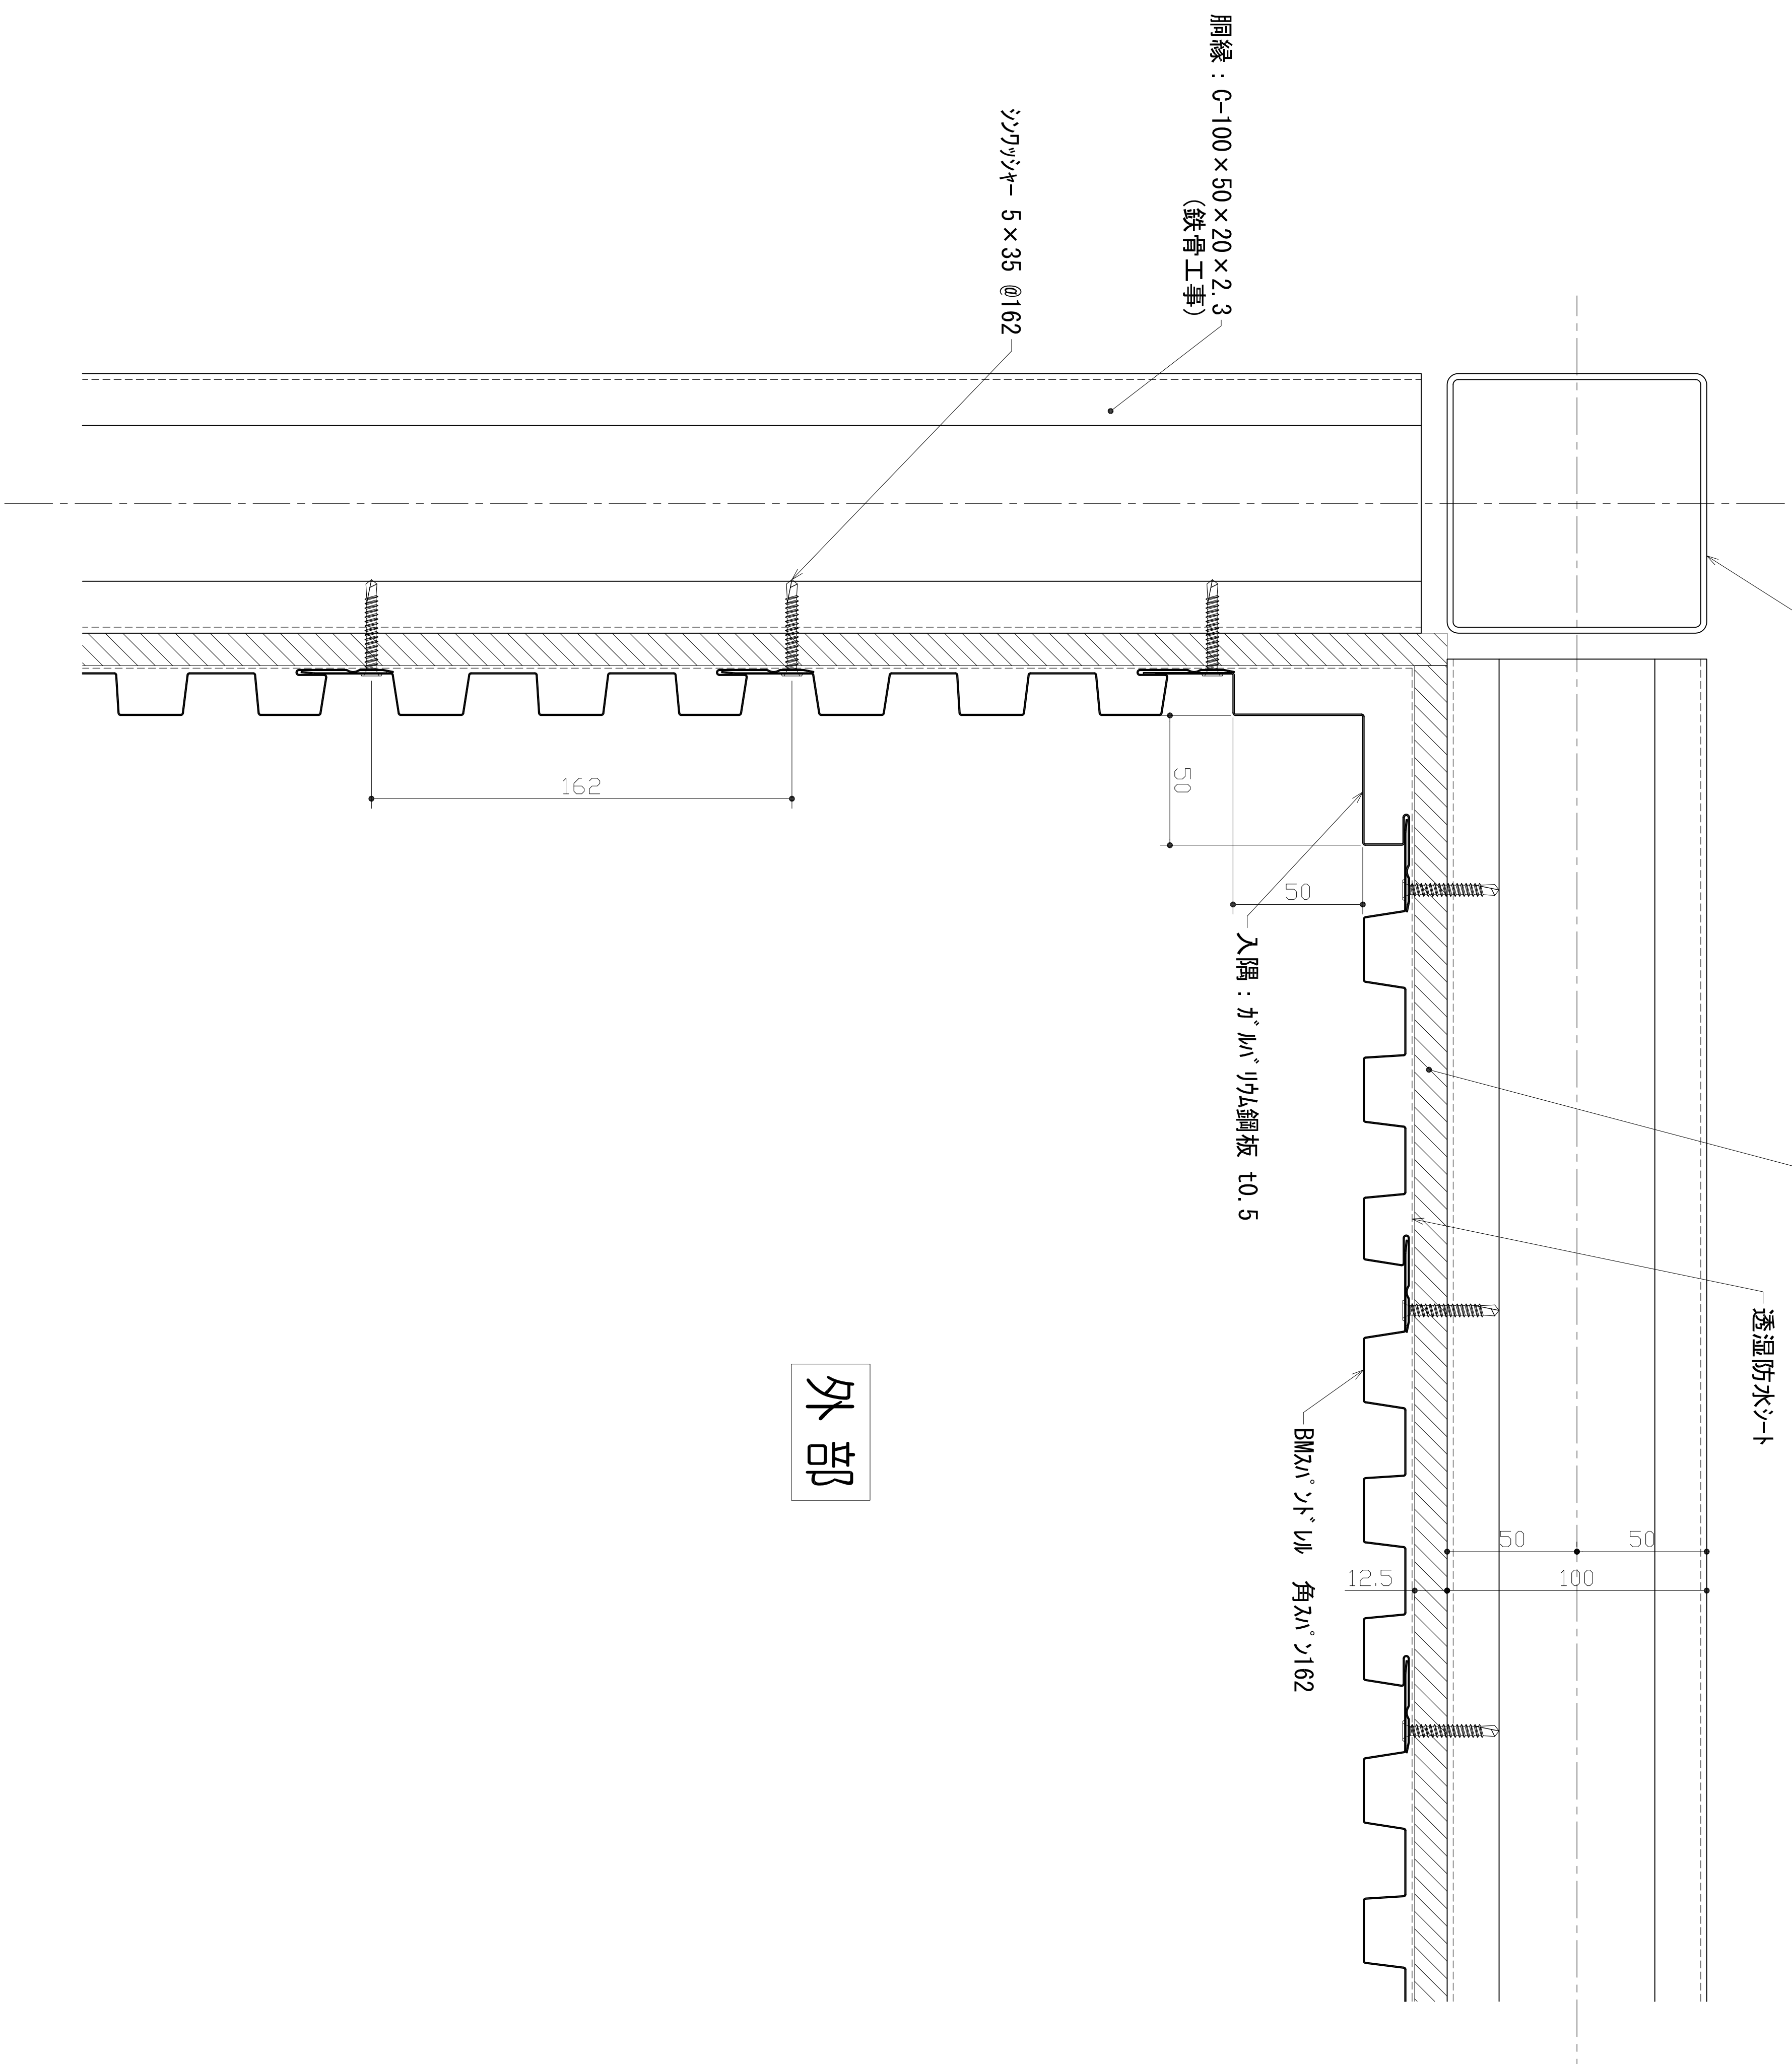 透湿防水ｼｰﾄ
胴縁：C-100×50×20×2.3
(鉄骨工事)
ｼﾝﾜｯｼｬｰ 5×35 @162
入隅：ｶﾞﾙﾊﾞﾘｳﾑ鋼板 t0.5
BMｽﾊﾟﾝﾄﾞﾚﾙ 角ｽﾊﾟﾝ162
外部
162
50
50
50
50
12.5
100